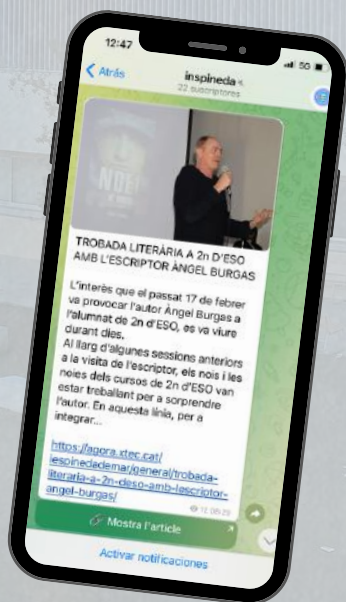 12:47
5G
Atrás
inspineda
22 suscriptores
NOEL
TROBADA LITERÀRIA A 2n D'ESO
AMB L'ESCRIPTOR ÀNGEL BURGAS
L'interès que el passat 17 de febrer
va provocar l'autor Àngel Burgas a
l'alumnat de 2n d'ESO, es va viure
durant dies.
Al llarg d'algunes sessions anteriors
a la visita de l'escriptor, els nois i les
noies dels cursos de 2n d'ESO van
estar treballant per a sorprendre
l'autor. En aquesta línia, per a
integrar...
https://agora.xtec.cat/
iespinedademar/general/trobada-
literaria-a-2n-deso-amb-lescriptor-
angel-burgas/
Mostra l'article
Activar notificaciones